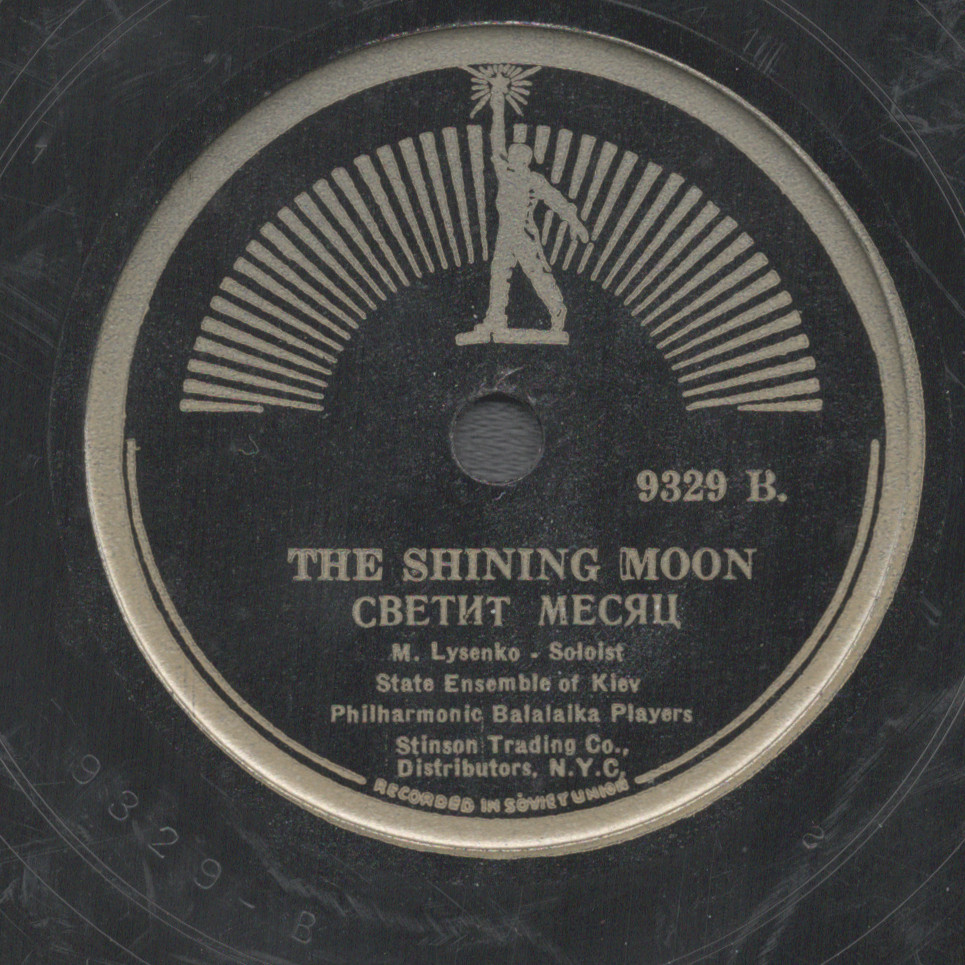 9329 B.
THE SHINING MOON
СВЕТИТ МЕСЯЦ
M. Lysenko - Soloist
State Ensemble of Kiev
Philharmonic Balalaika Players
Stinson Trading Co.,
Distributors, N.Y.C.
RECORDED IN SOVIET UNION
9329-B
2